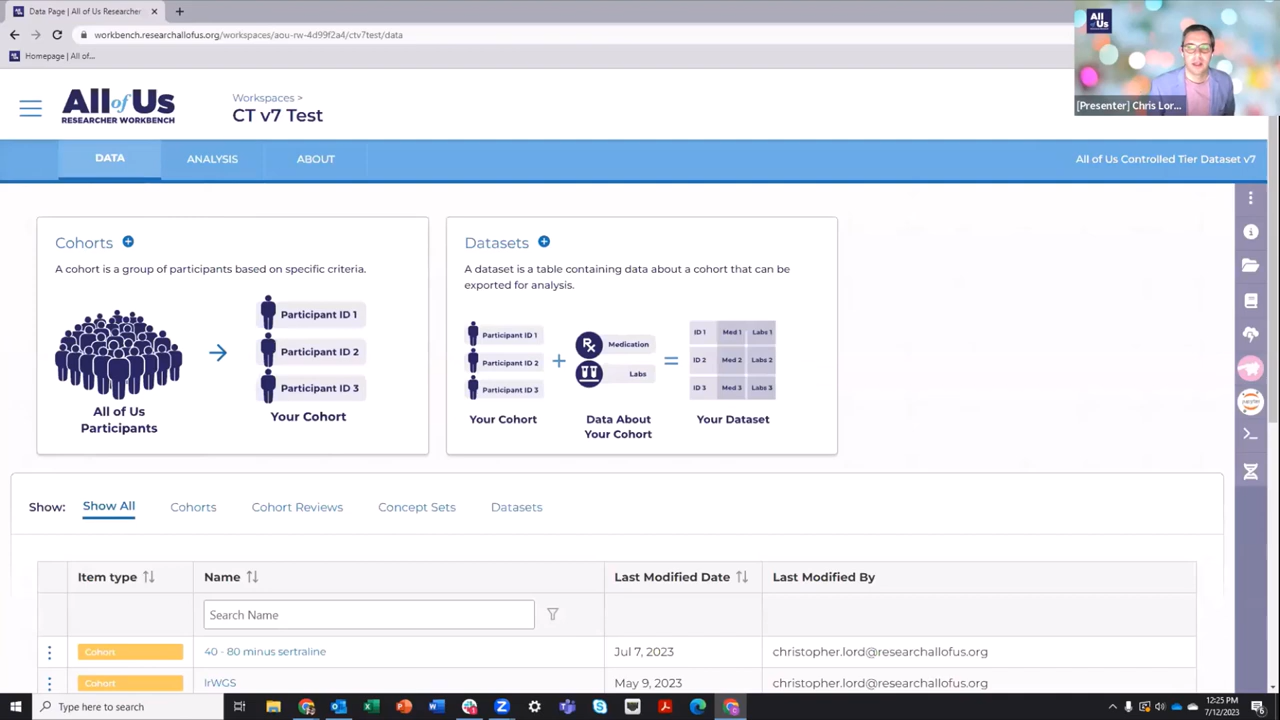 Data Page | All of Us Researcher
workbench.researchallofus.org/workspaces/aou-rw-4d99f2a4/ctv7test/data
Homepage | All of...
All of Us
[Presenter] Chris Lor...
All of Us
RESEARCHER WORKBENCH
Workspaces >
CT v7 Test
DATA
ANALYSIS
ABOUT
All of Us Controlled Tier Dataset v7
Cohorts
A cohort is a group of participants based on specific criteria.
Participant ID 1
Participant ID 2
Participant ID 3
All of Us
Participants
Your Cohort
Datasets
A dataset is a table containing data about a cohort that can be
exported for analysis.
Participant ID 1
Participant ID 2
Participant ID 3
+
Rx
Medication
Labs
=
ID 1 Med 1 Labs 1
ID 2 Med 2 Labs 2
ID 3 Med 3 Labs 3
Your Cohort
Data About
Your Cohort
Your Dataset
jupyter
Show: Show All Cohorts Cohort Reviews Concept Sets Datasets
Item type Name Last Modified Date Last Modified By
Search Name
Cohort 40 - 80 minus sertraline Jul 7, 2023 christopher.lord@researchallofus.org
Cohort lrWGS May 9, 2023 christopher.lord@researchallofus.org
Type here to search
12:25 PM
7/12/2023
6